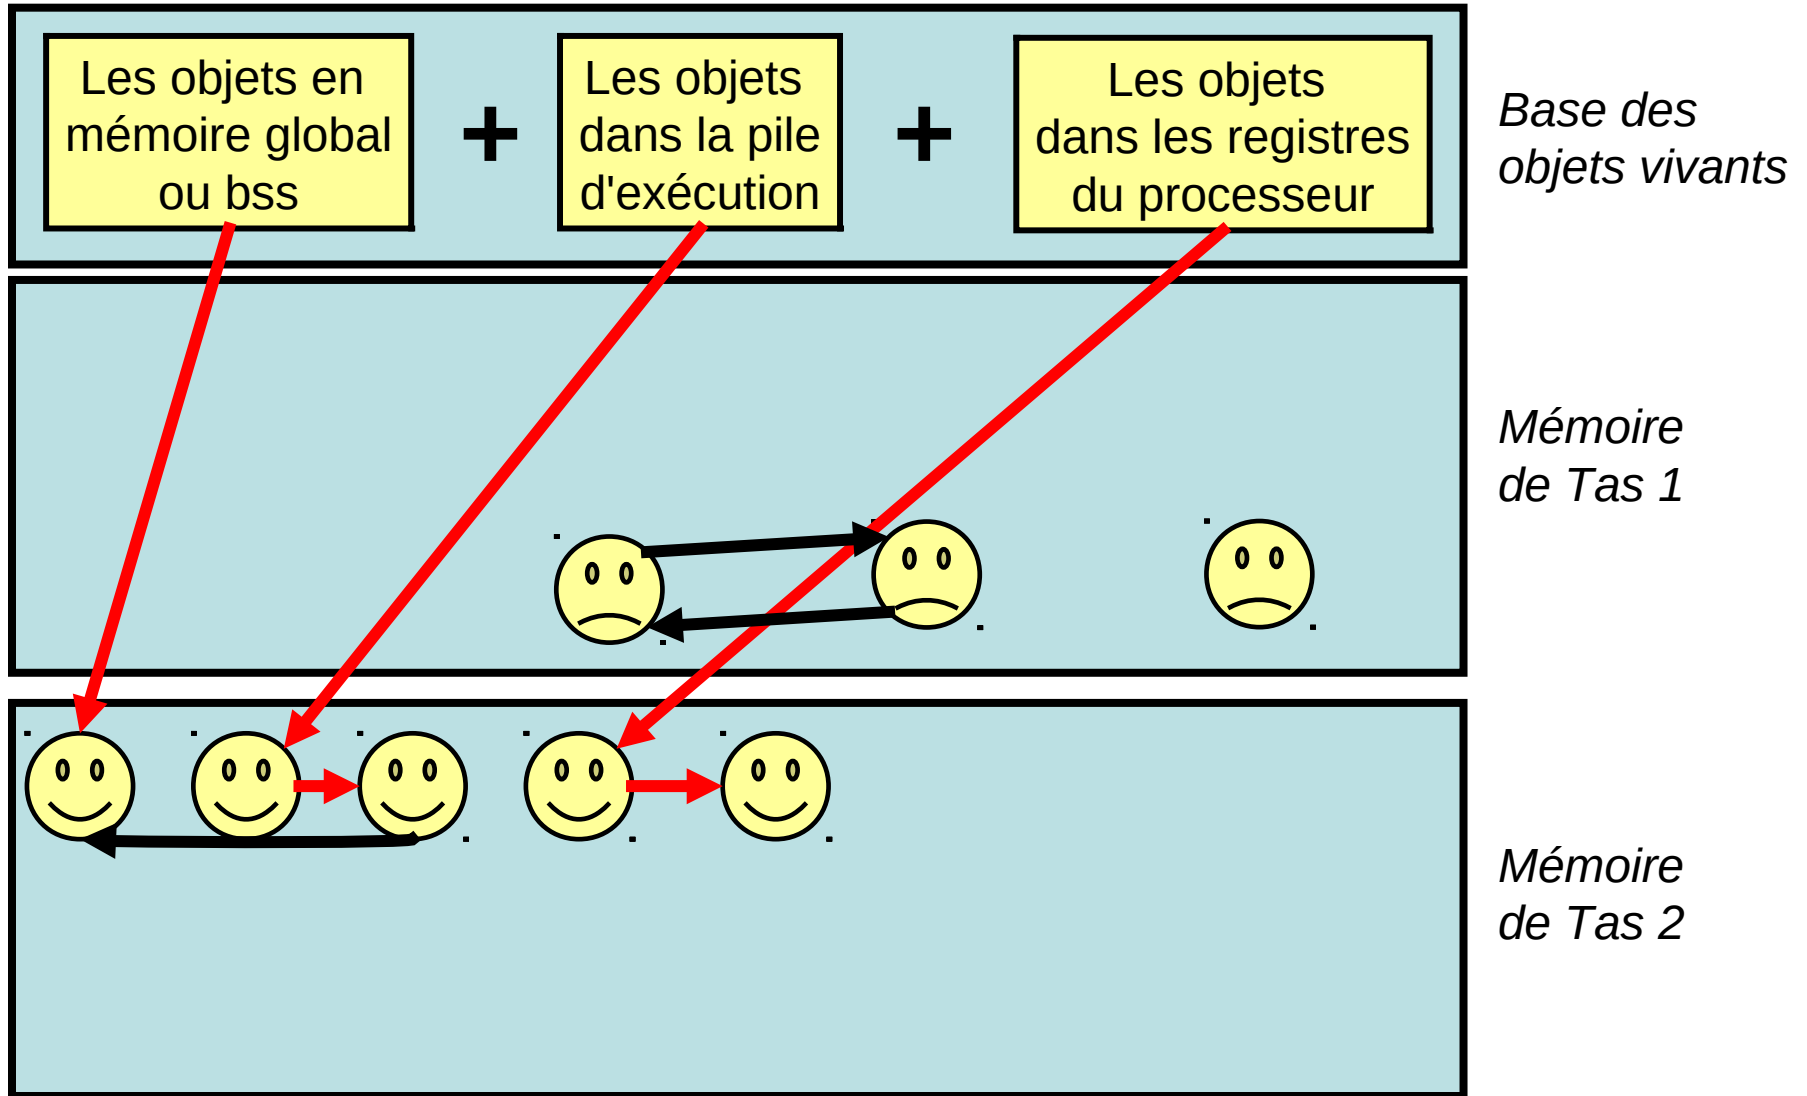 Les objets en
mémoire global
ou bss
+
Les objets
dans la pile
d'exécution
+
Les objets
dans les registres
du processeur
Base des
objets vivants
Mémoire
de Tas 1
Mémoire
de Tas 2